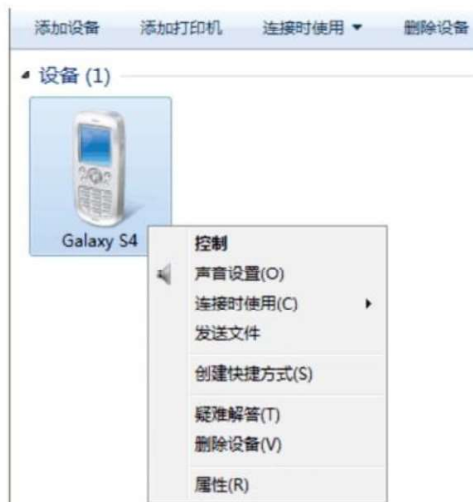 添加设备 添加打印机 连接时使用 删除设备
设备 (1)
Galaxy S4
控制
声音设置(O)
连接时使用(C)
发送文件
创建快捷方式(S)
疑难解答(T)
删除设备(V)
属性(R)